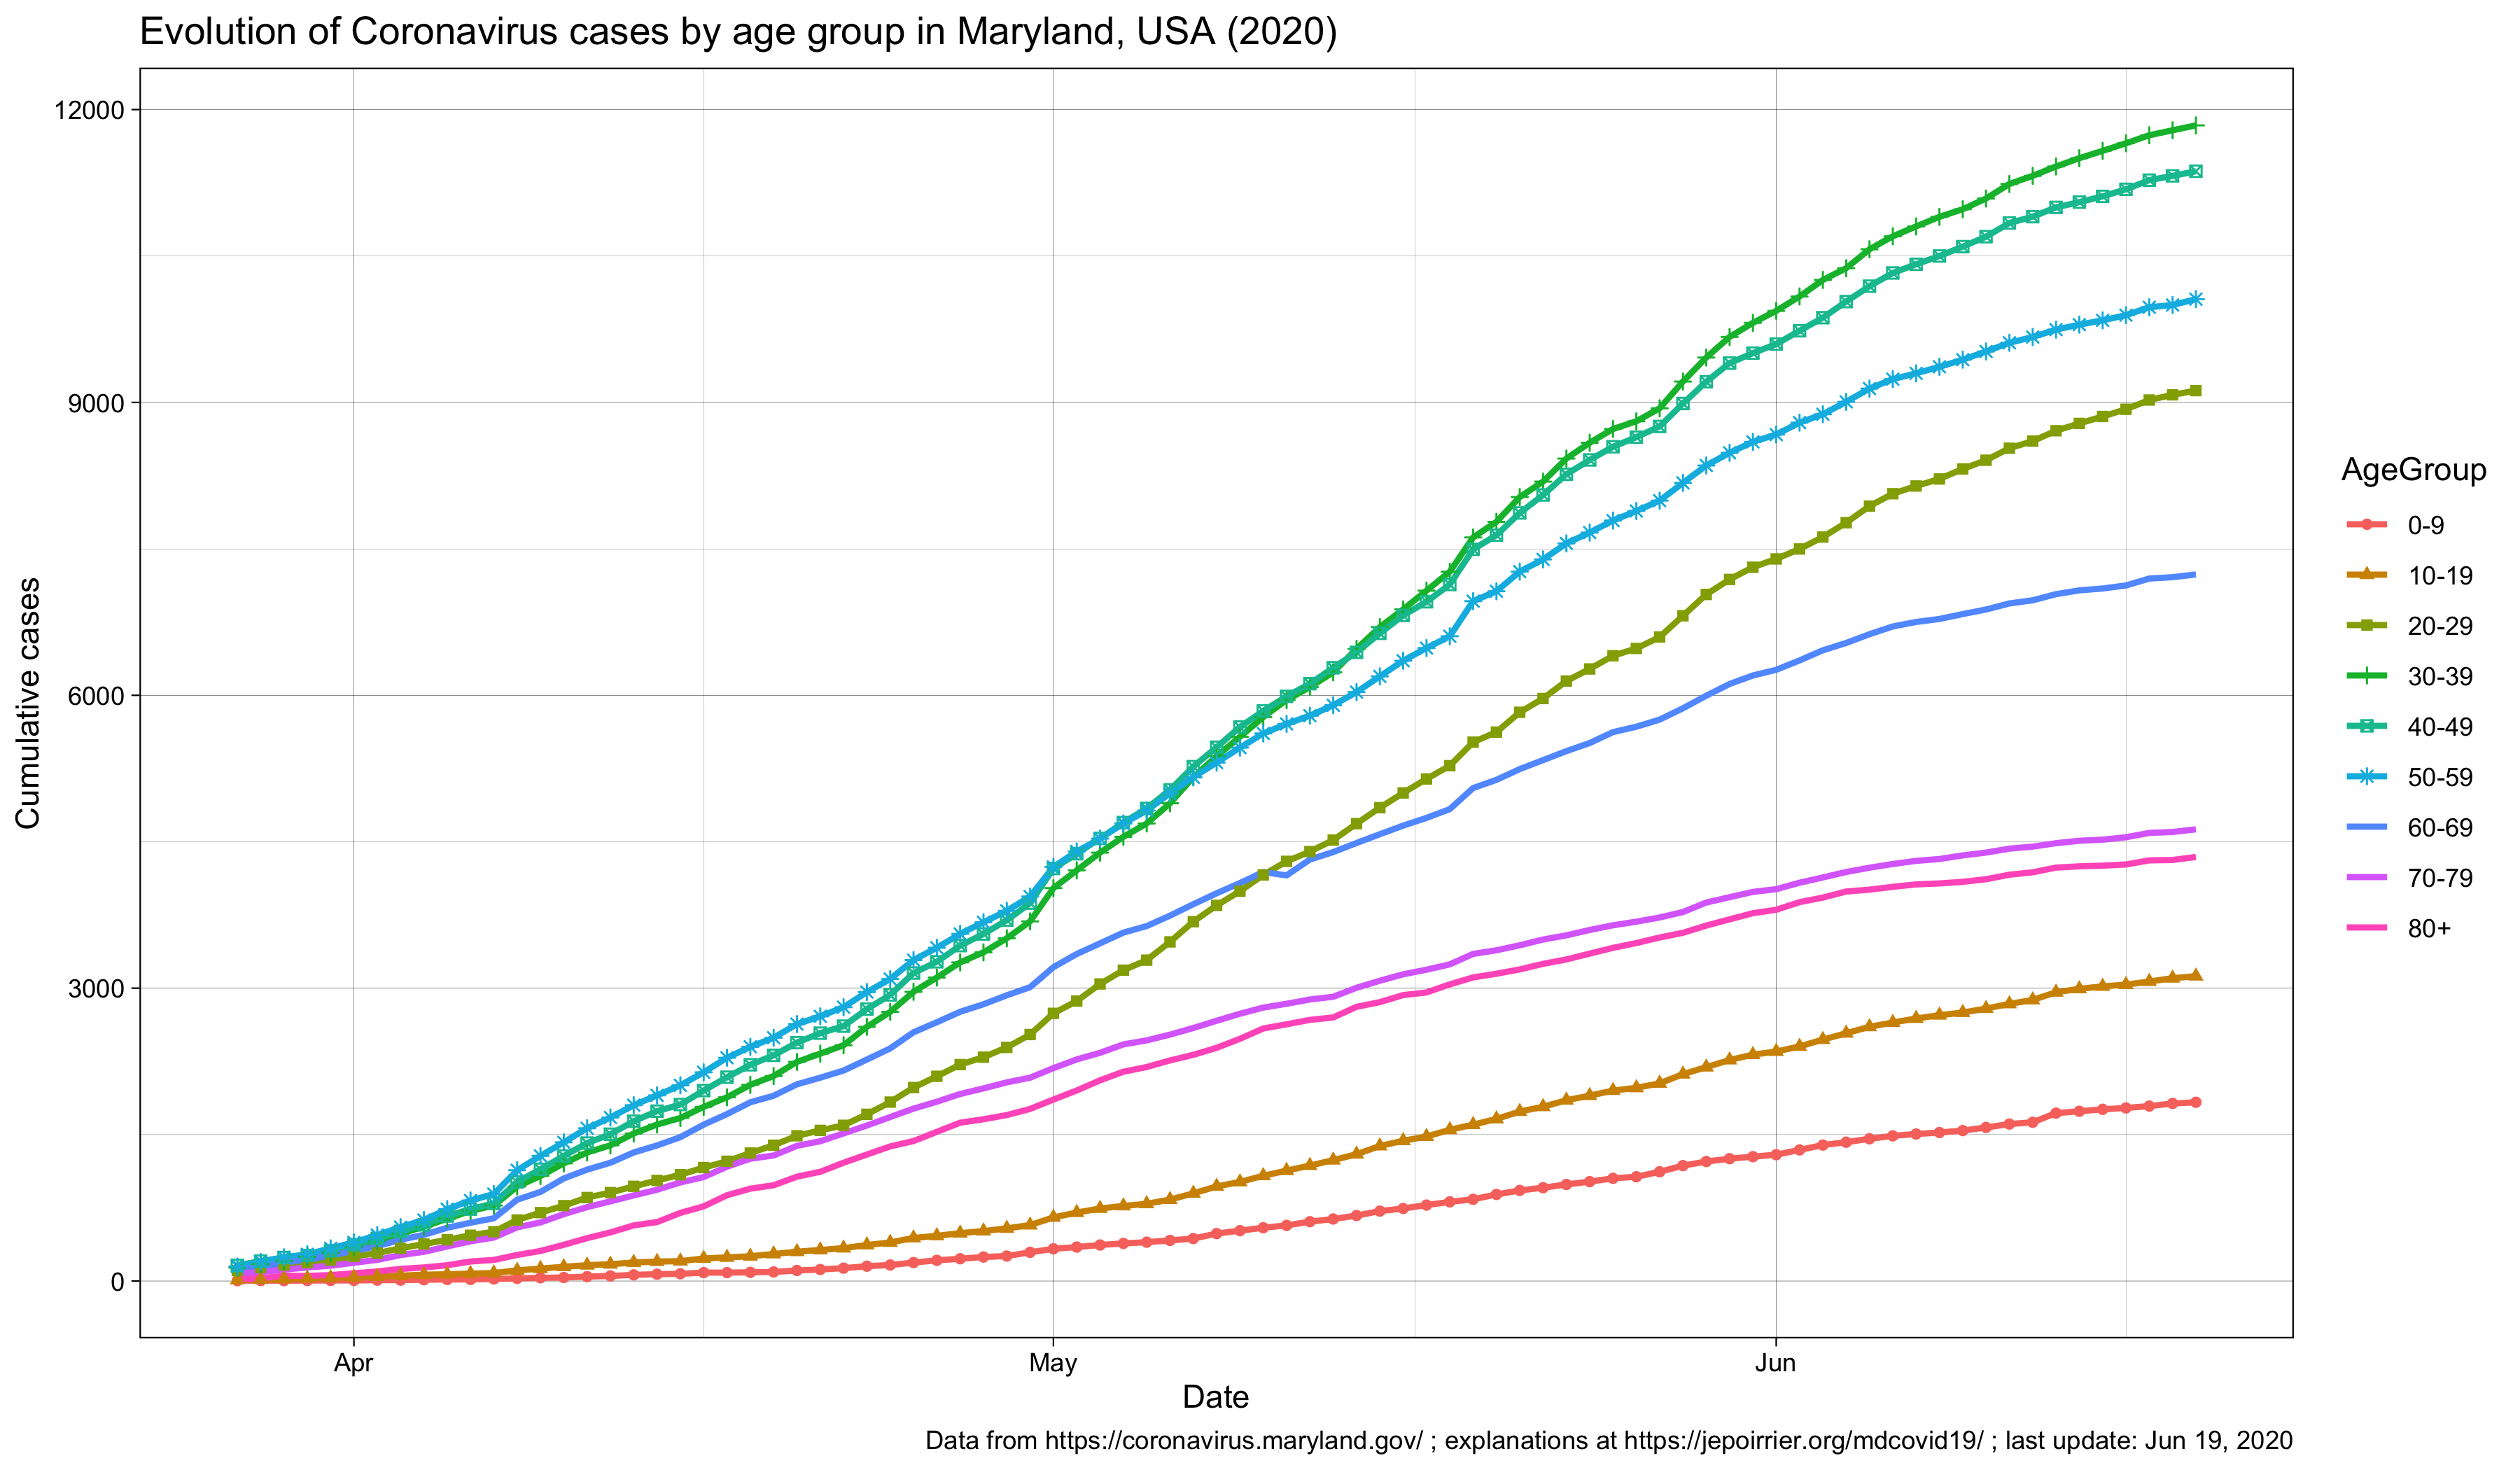 Evolution of Coronavirus cases by age group in Maryland, USA (2020)
12000
9000
6000
3000
0
Cumulative cases
Apr
May
Jun
Date
AgeGroup
0-9
10-19
20-29
30-39
40-49
50-59
60-69
70-79
80+
Data from https://coronavirus.maryland.gov/ ; explanations at https://jepoirrier.org/mdcovid19/ ; last update: Jun 19, 2020